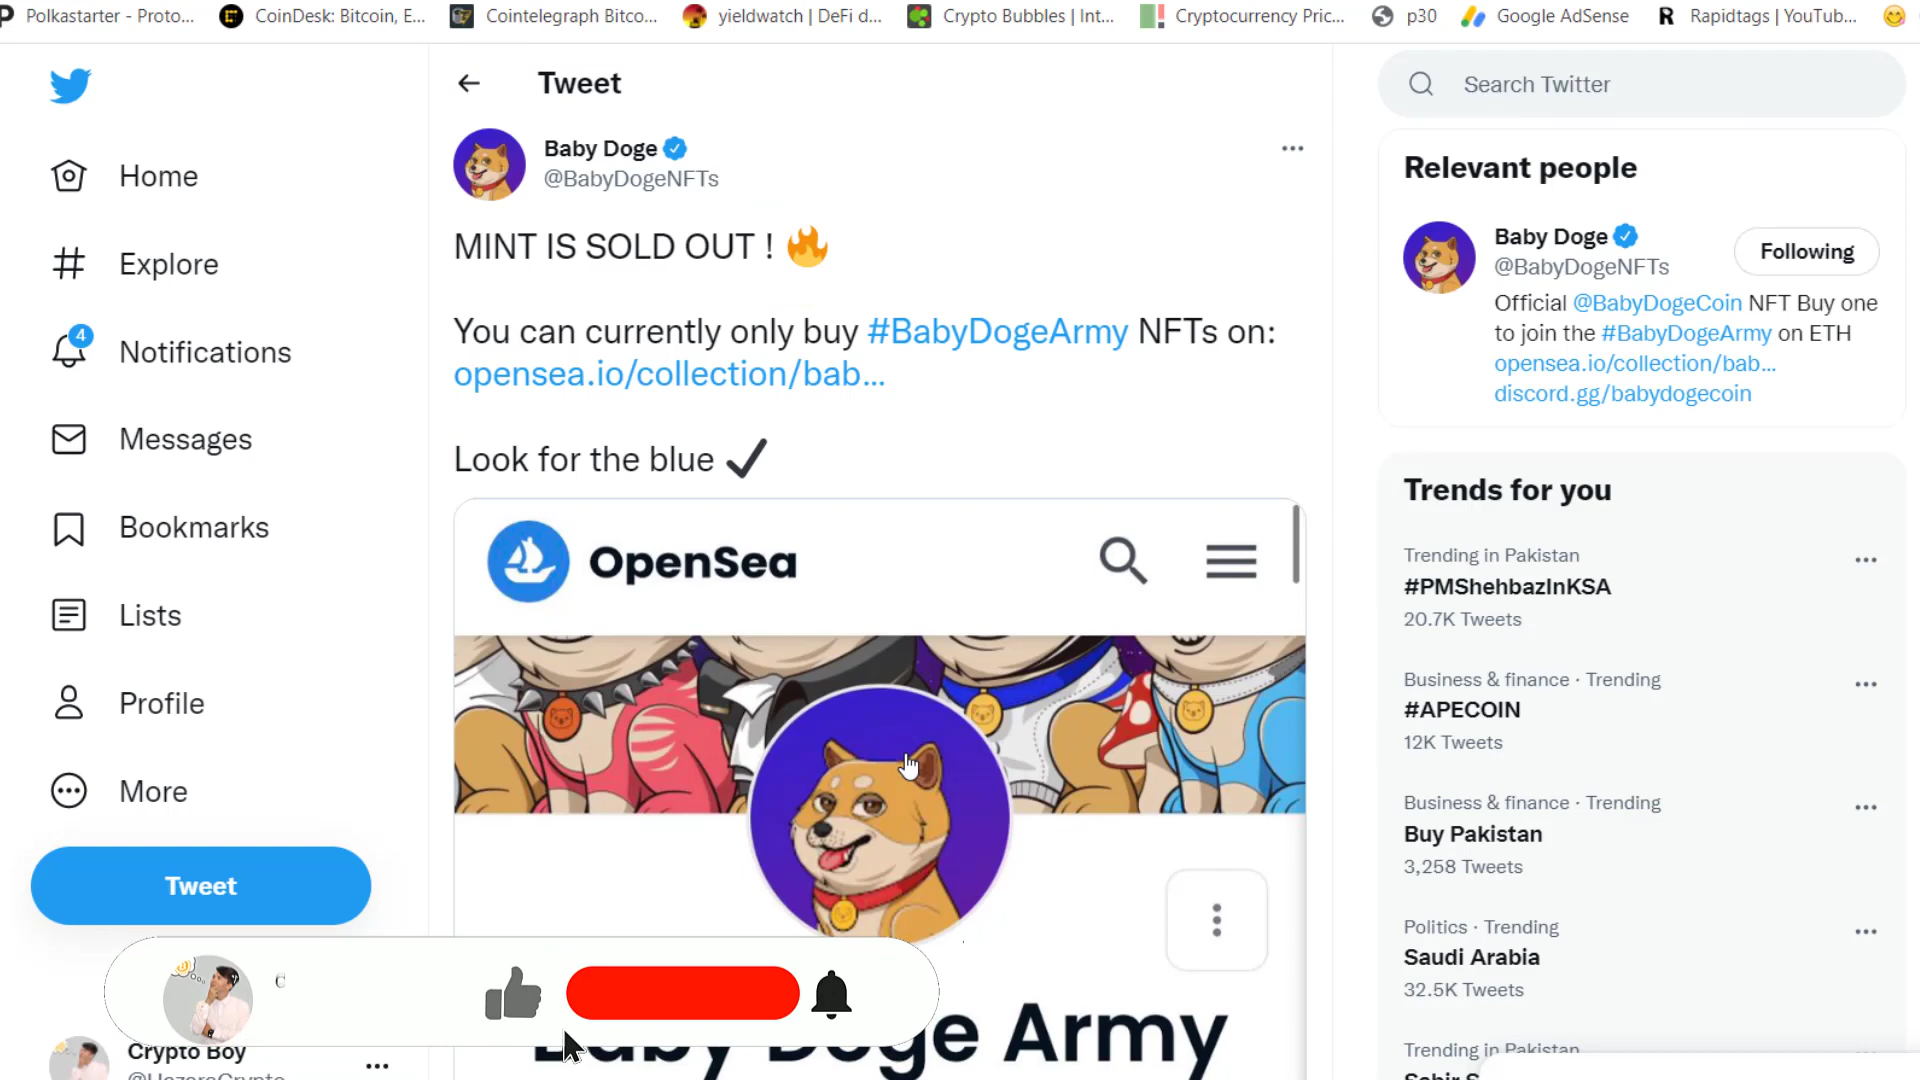 Polkastarter - Proto...
CoinDesk: Bitcoin, E...
Cointelegraph Bitco...
yieldwatch | DeFi d...
Crypto Bubbles | Int...
Cryptocurrency Pric...
p30
Google AdSense
Rapidtags | YouTub...
Home
Explore
4
Notifications
Messages
Bookmarks
Lists
Profile
More
Tweet
Crypto Boy
Tweet
Baby Doge
@BabyDogeNFTs
MINT IS SOLD OUT ! 🔥
You can currently only buy #BabyDogeArmy NFTs on:
opensea.io/collection/bab...
Look for the blue ✔
OpenSea
Baby Doge Army
Search Twitter
Relevant people
Baby Doge
@BabyDogeNFTs
Following
Official @BabyDogeCoin NFT Buy one
to join the #BabyDogeArmy on ETH
opensea.io/collection/bab...
discord.gg/babydogecoin
Trends for you
Trending in Pakistan
#PMShehbazInKSA
20.7K Tweets
Business & finance · Trending
#APECOIN
12K Tweets
Business & finance · Trending
Buy Pakistan
3,258 Tweets
Politics · Trending
Saudi Arabia
32.5K Tweets
Trending in Pakistan